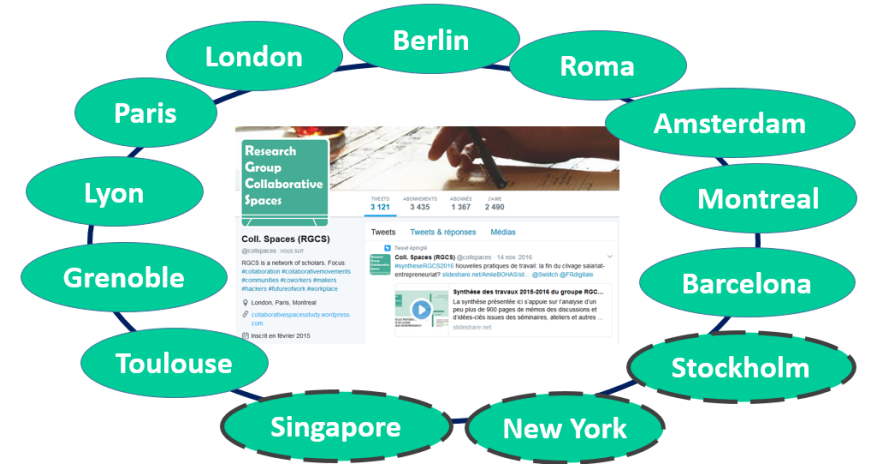 Berlin
London
Roma
Paris
Amsterdam
Lyon
Montreal
Grenoble
Barcelona
Toulouse
Stockholm
Singapore
New York
Research
Group
Collaborative
Spaces
TWEETS
3 121
ABONNEMENTS
3 435
ABONNÉS
1 367
J'AIME
2 490
Coll. Spaces (RGCS)
@collspaces VOUS SUIT
RGCS is a network of scholars. Focus:
#collaboration #collaborativemovements
#communities #coworkers #makers
#hackers #futureofwork #workplace
London, Paris, Montreal
collaborativespacesstudy.wordpress.
com
Inscrit en février 2015
Tweets Tweets & réponses Médias
Tweet épinglé
Coll. Spaces (RGCS) @collspaces · 14 nov. 2016
#syntheseRGCS2016 Nouvelles pratiques de travail: la fin du clivage salariat-
entrepreneuriat?
Synthèse des travaux 2015-2016 du groupe RGC...
La synthèse présentée ici s'appuie sur l'analyse d'un
peu plus de 900 pages de mémos des discussions et
d'idées-clés issues des séminaires, ateliers et autres ...
slideshare.net